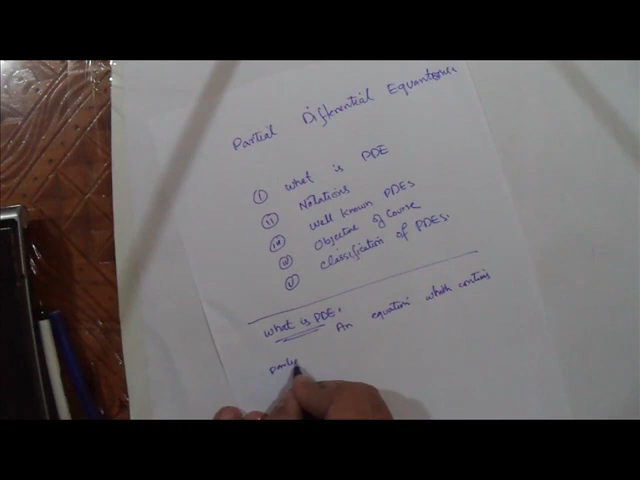 Partial Differential Equations
(i) What is PDE
(ii) Notations
(iii) Well Known PDEs
(iv) Objective of Course
(v) Classification of PDEs.
What is PDE: An equation which contins